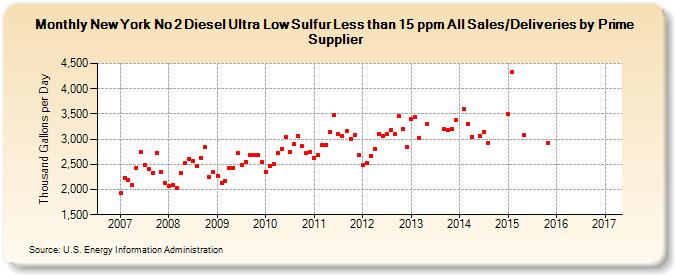 Monthly New York No 2 Diesel Ultra Low Sulfur Less than 15 ppm All Sales/Deliveries by Prime
Supplier
Thousand Gallons per Day
4,500
4,000
3,500
3,000
2,500
2,000
1,500
2007 2008 2009 2010 2011 2012 2013 2014 2015 2016 2017
Source: U.S. Energy Information Administration